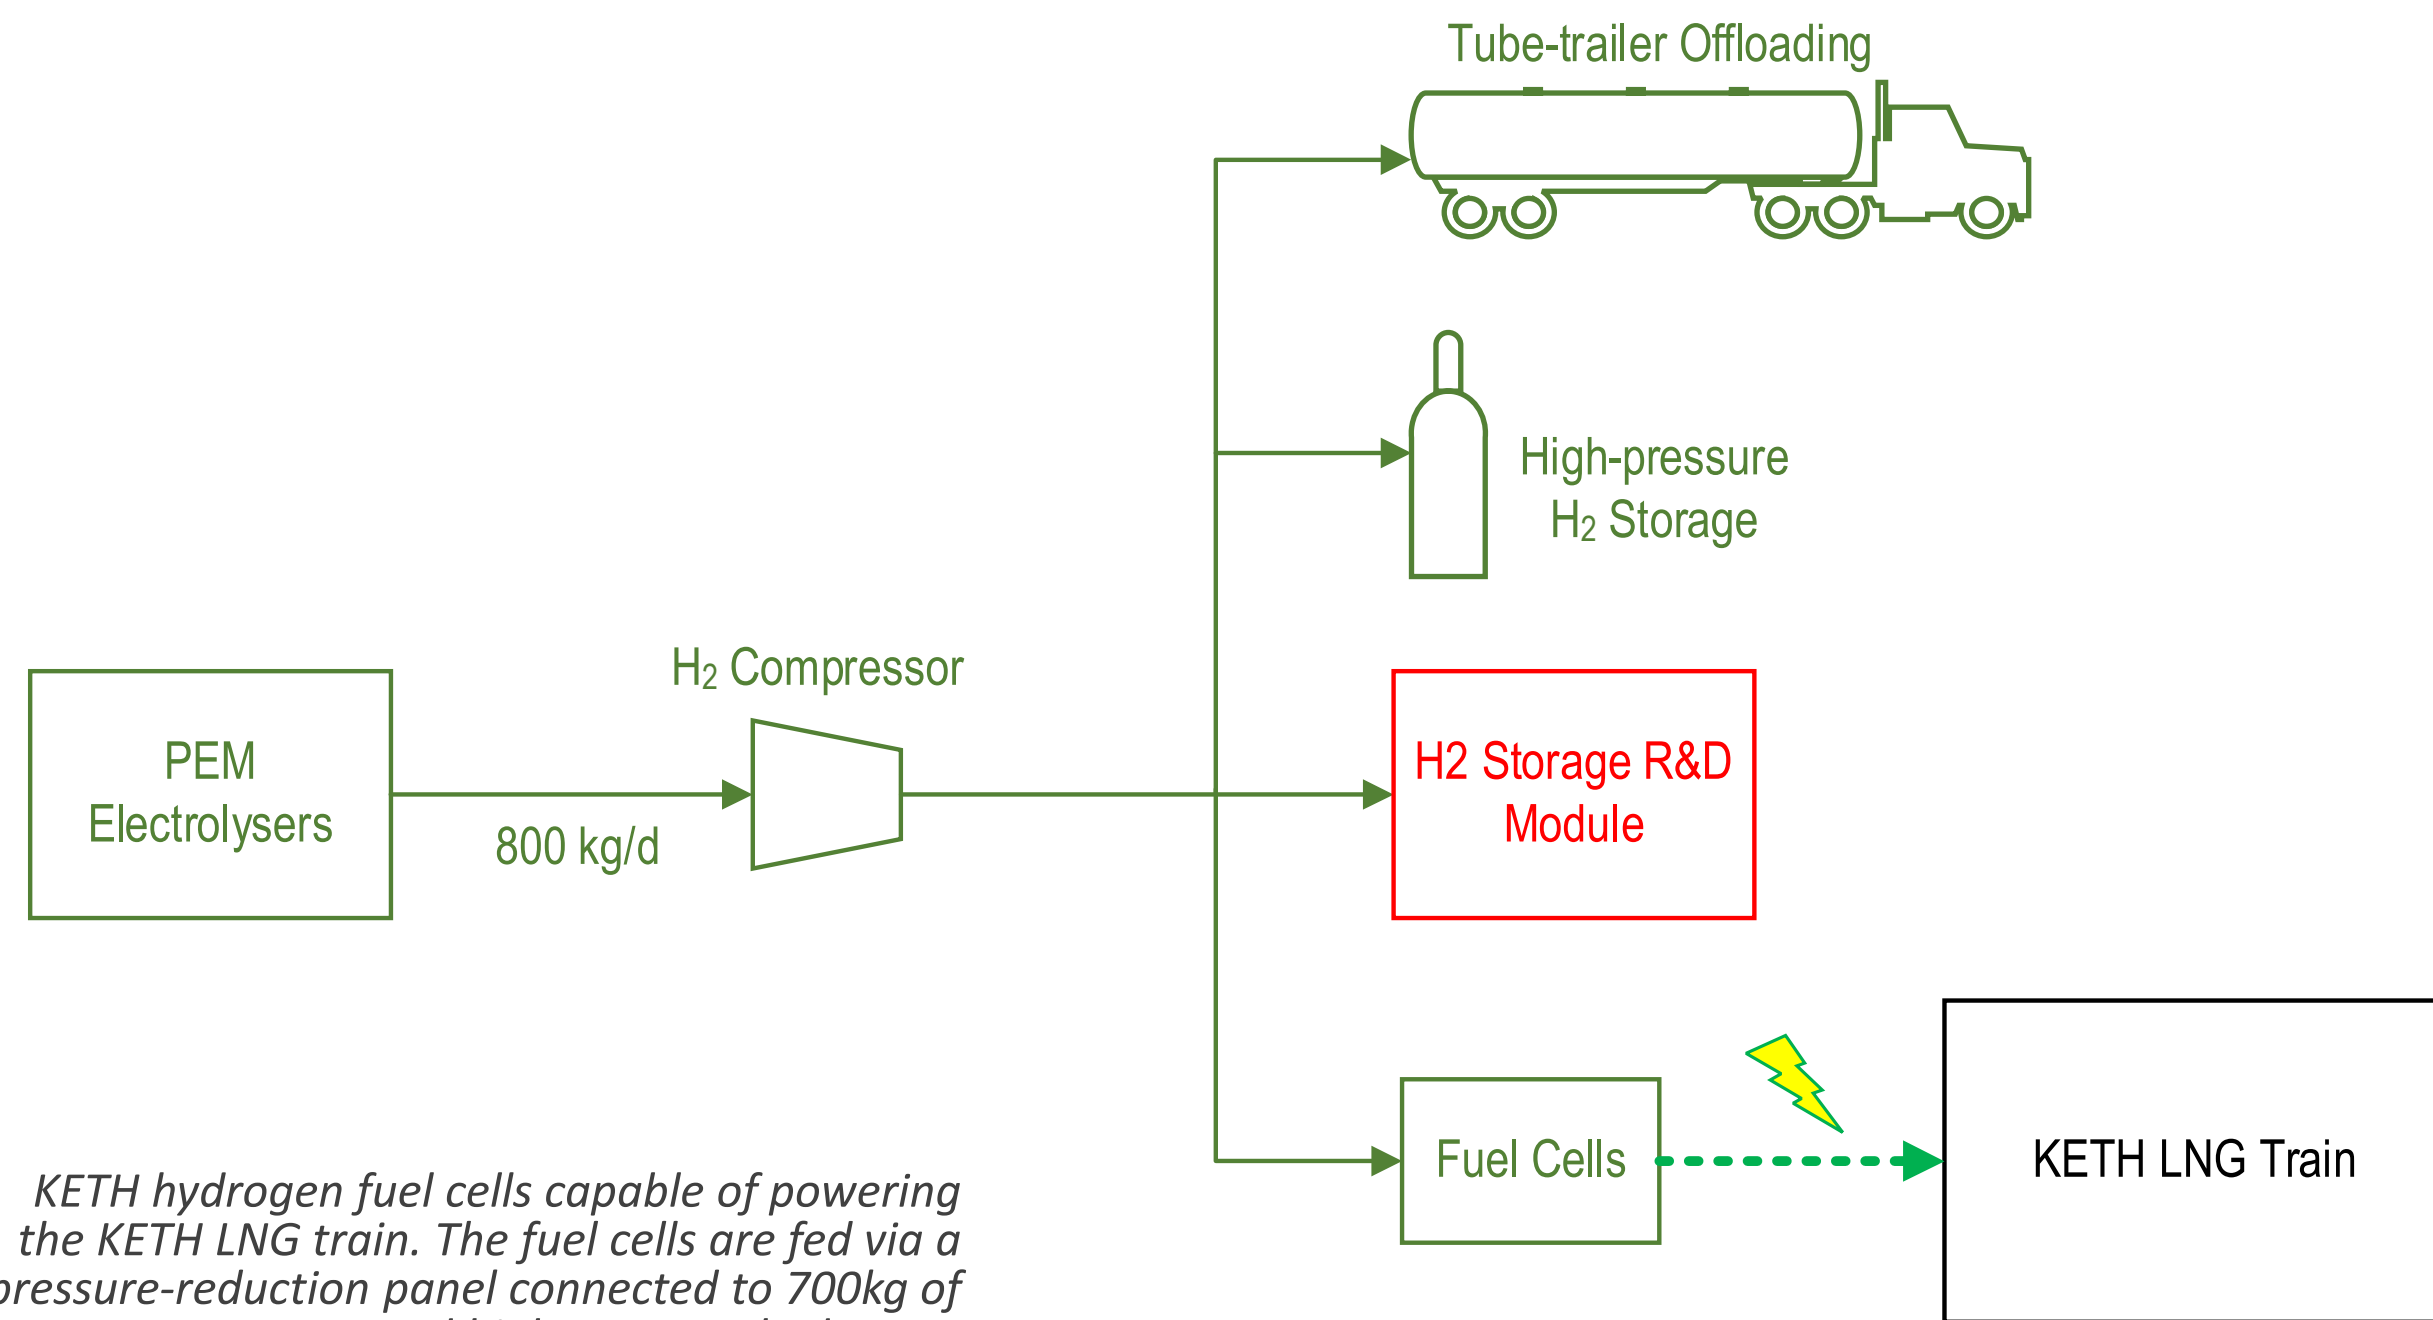 Tube-trailer Offloading
High-pressure
H₂ Storage
H₂ Compressor
PEM
Electrolysers
800 kg/d
H2 Storage R&D
Module
Fuel Cells
KETH LNG Train
KETH hydrogen fuel cells capable of powering
the KETH LNG train. The fuel cells are fed via a
pressure-reduction panel connected to 700kg of